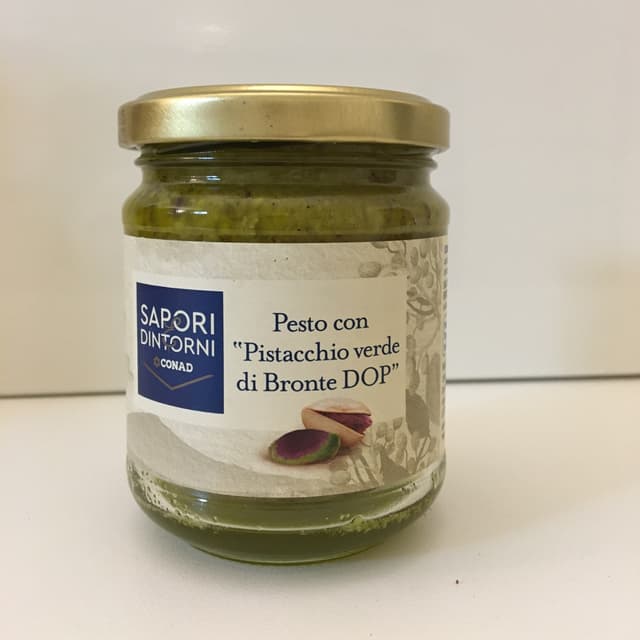 SAPORI
&
DINTORNI
CONAD
Pesto con
"Pistacchio verde
di Bronte DOP"